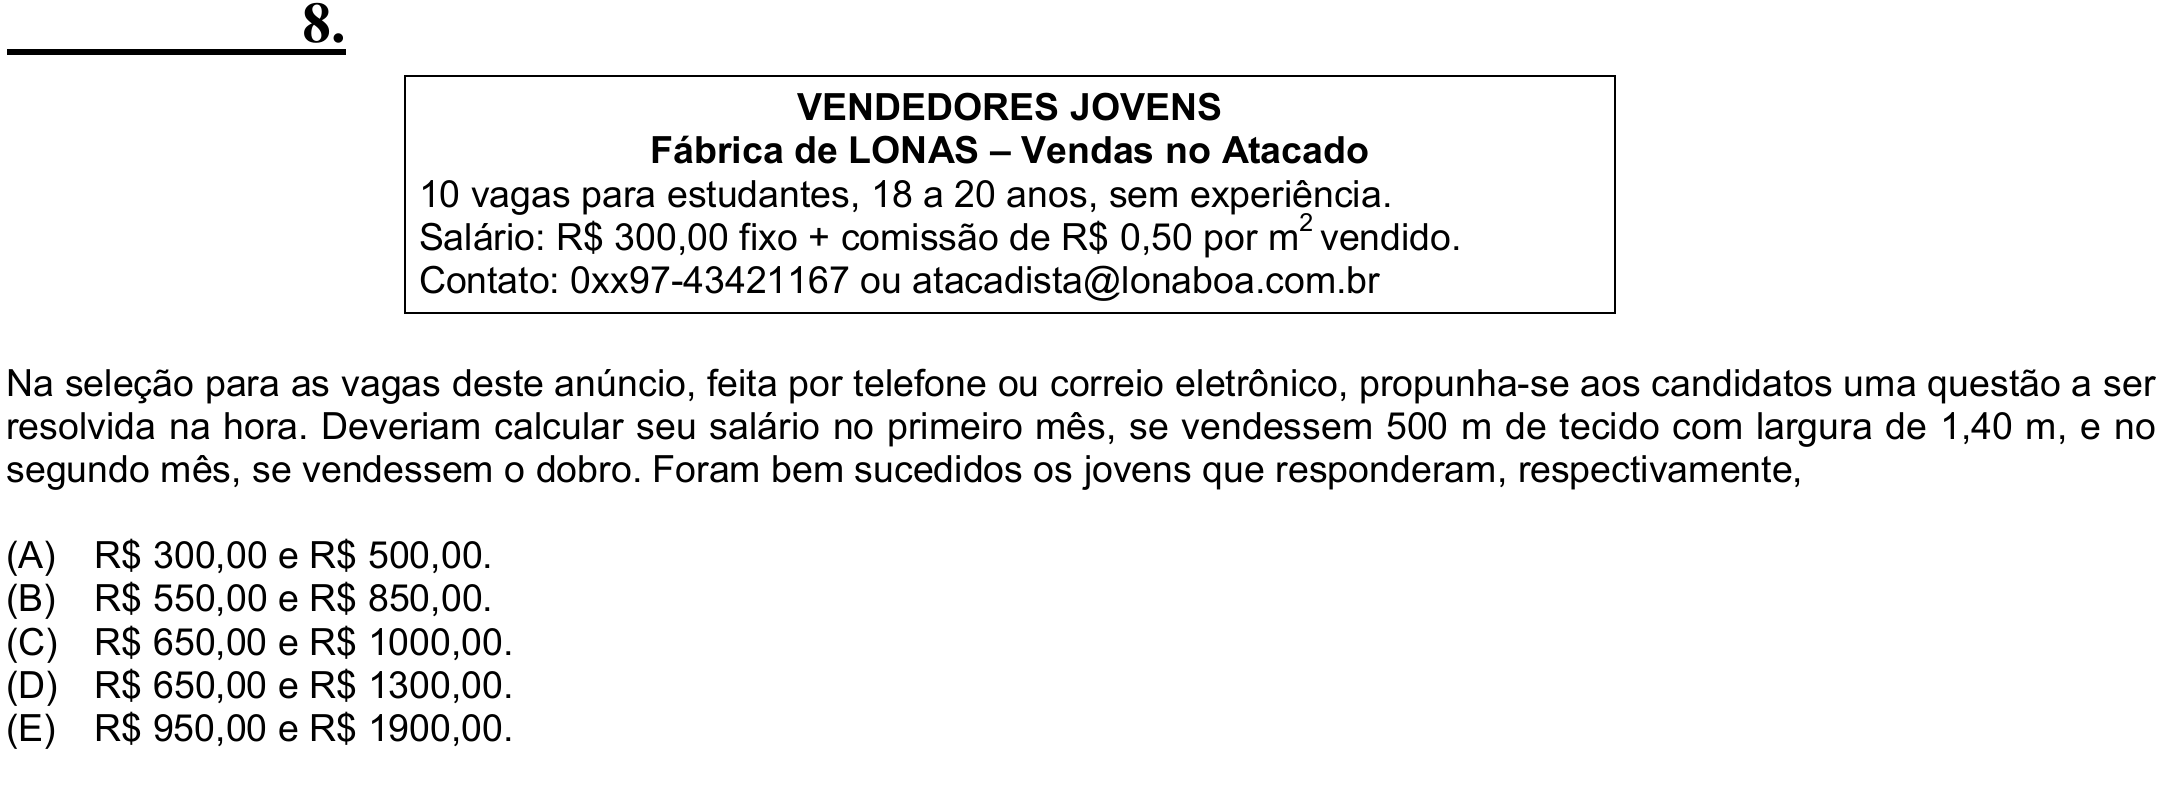 8.
VENDEDORES JOVENS
Fábrica de LONAS – Vendas no Atacado
10 vagas para estudantes, 18 a 20 anos, sem experiência.
Salário: R$ 300,00 fixo + comissão de R$ 0,50 por m² vendido.
Contato: 0xx97-43421167 ou atacadista@lonaboa.com.br
Na seleção para as vagas deste anúncio, feita por telefone ou correio eletrônico, propunha-se aos candidatos uma questão a ser
resolvida na hora. Deveriam calcular seu salário no primeiro mês, se vendessem 500 m de tecido com largura de 1,40 m, e no
segundo mês, se vendessem o dobro. Foram bem sucedidos os jovens que responderam, respectivamente,
(A) R$ 300,00 e R$ 500,00.
(B) R$ 550,00 e R$ 850,00.
(C) R$ 650,00 e R$ 1000,00.
(D) R$ 650,00 e R$ 1300,00.
(E) R$ 950,00 e R$ 1900,00.